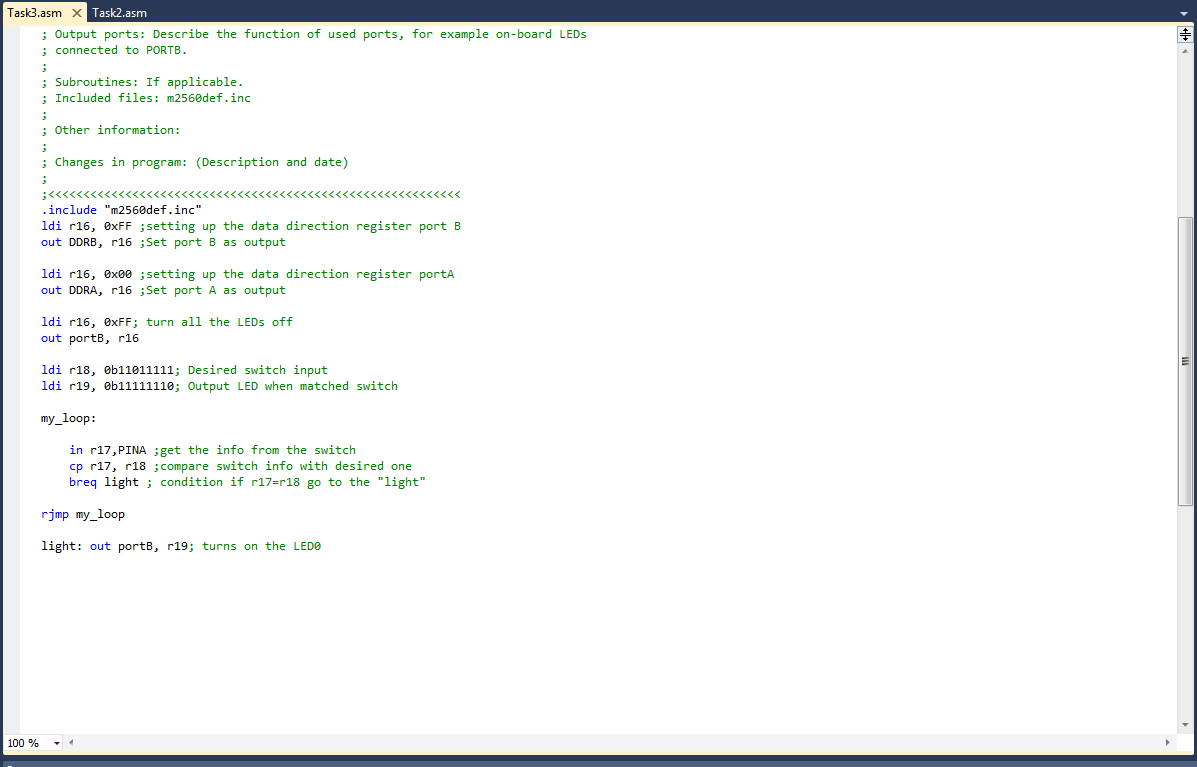 Task3.asm Task2.asm
; Output ports: Describe the function of used ports, for example on-board LEDs
; connected to PORTB.
;
; Subroutines: If applicable.
; Included files: m2560def.inc
;
; Other information:
;
; Changes in program: (Description and date)
;
;<<<<<<<<<<<<<<<<<<<<<<<<<<<<<<<<<<<<<<<<<<<<<<<<<<<<<<<<<<<
.include "m2560def.inc"
ldi r16, 0xFF ;setting up the data direction register port B
out DDRB, r16 ;Set port B as output
ldi r16, 0x00 ;setting up the data direction register portA
out DDRA, r16 ;Set port A as output
ldi r16, 0xFF; turn all the LEDs off
out portB, r16
ldi r18, 0b11011111; Desired switch input
ldi r19, 0b11111110; Output LED when matched switch
my_loop:
in r17,PINA ;get the info from the switch
cp r17, r18 ;compare switch info with desired one
breq light ; condition if r17=r18 go to the "light"
rjmp my_loop
light: out portB, r19; turns on the LED0
100 %